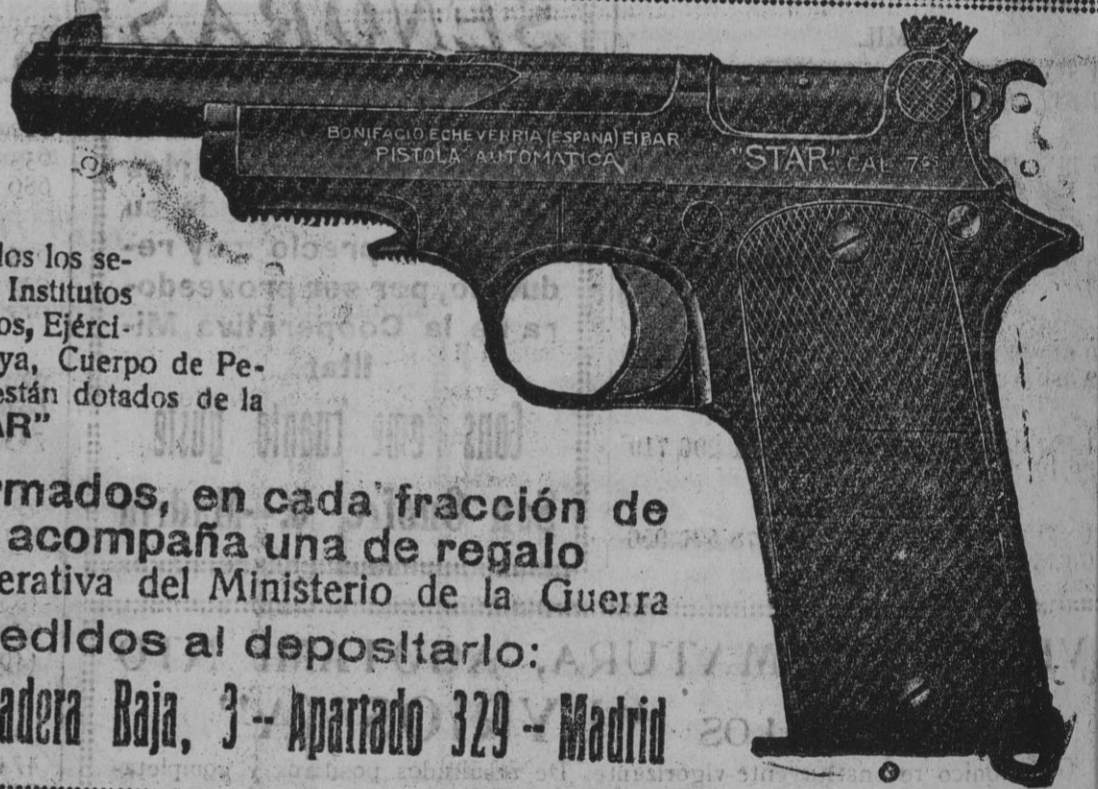 BONIFACIO ECHEVERRIA (ESPAÑA) EIBAR
PISTOLA AUTOMATICA
"STAR" CAL 7
los los se-
Institutos
os, Ejérci-
ya, Cuerpo de Pe-
están dotados de la
AR"
rmados, en cada fracción de
acompaña una de regalo
erativa del Ministerio de la Guerra
edidos al depositario:
adera Baja, 3 -- Apartado 329 -- Madrid